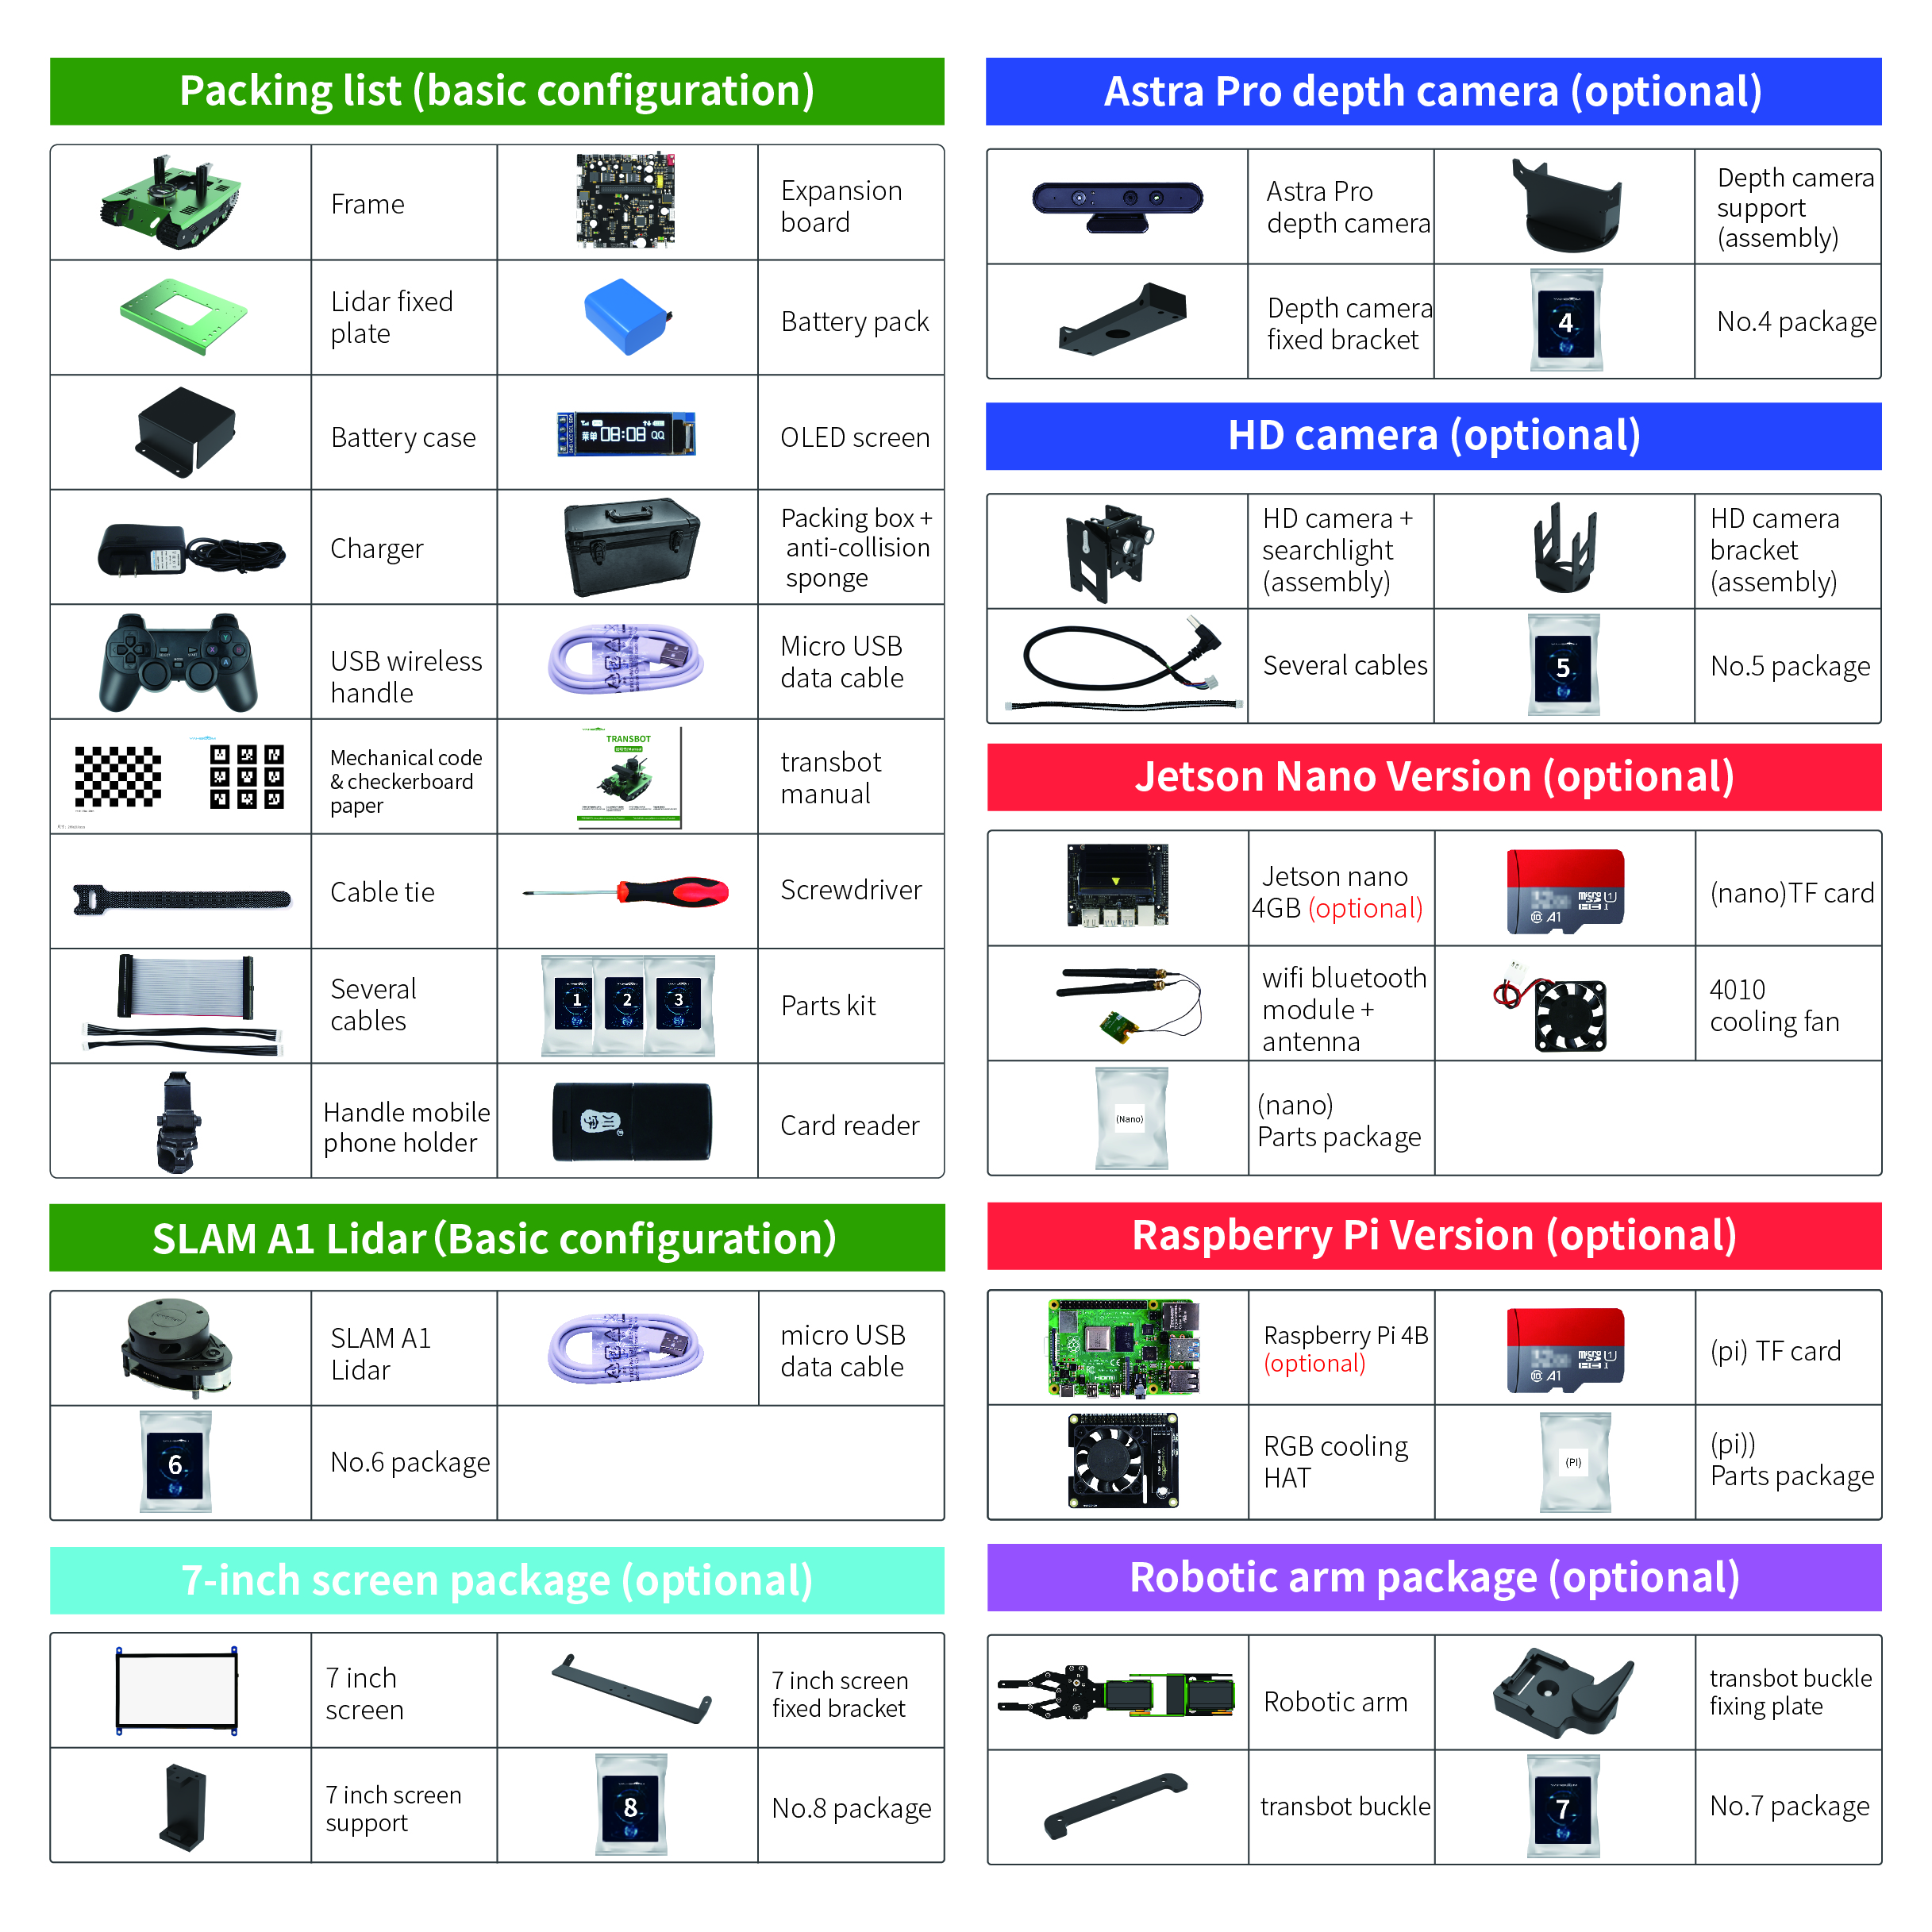 Packing list (basic configuration)
Frame
Expansion
board
Lidar fixed
plate
Battery pack
Battery case
08:08 QQ
OLED screen
Charger
Packing box +
anti-collision
sponge
USB wireless
handle
Micro USB
data cable
Mechanical code
& checkerboard
paper
TRANSBOT
transbot
manual
Cable tie
Screwdriver
Several
cables
1 2 3
Parts kit
Handle mobile
phone holder
Card reader
SLAM A1 Lidar（Basic configuration）
SLAM A1
Lidar
micro USB
data cable
6
No.6 package
7-inch screen package (optional)
7 inch
screen
7 inch screen
fixed bracket
7 inch screen
support
8
No.8 package
Astra Pro depth camera (optional)
Astra Pro
depth camera
Depth camera
support
(assembly)
Depth camera
fixed bracket
4
No.4 package
HD camera (optional)
HD camera +
searchlight
(assembly)
HD camera
bracket
(assembly)
Several cables
5
No.5 package
Jetson Nano Version (optional)
Jetson nano
4GB (optional)
A1
(nano)TF card
wifi bluetooth
module +
antenna
4010
cooling fan
(Nano)
(nano)
Parts package
Raspberry Pi Version (optional)
Raspberry Pi 4B
(optional)
A1
(pi) TF card
RGB cooling
HAT
(PI)
(pi))
Parts package
Robotic arm package (optional)
Robotic arm
transbot buckle
fixing plate
transbot buckle
7
No.7 package